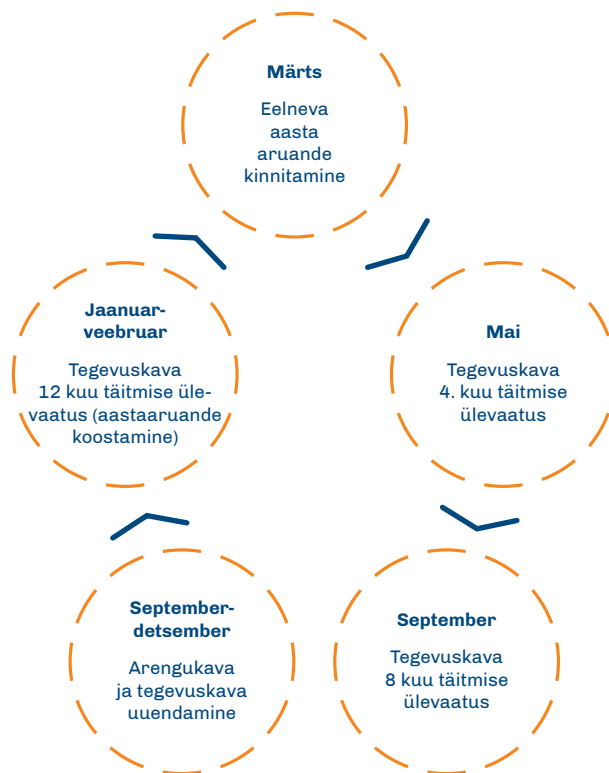 Märts
Eelneva
aasta
aruande
kinnitamine
Jaanuar-
veebruar
Tegevuskava
12 kuu täitmise üle-
vaatus (aastaaruande
koostamine)
Mai
Tegevuskava
4. kuu täitmise
ülevaatus
September-
detsember
Arengukava
ja tegevuskava
uuendamine
September
Tegevuskava
8 kuu täitmise
ülevaatus